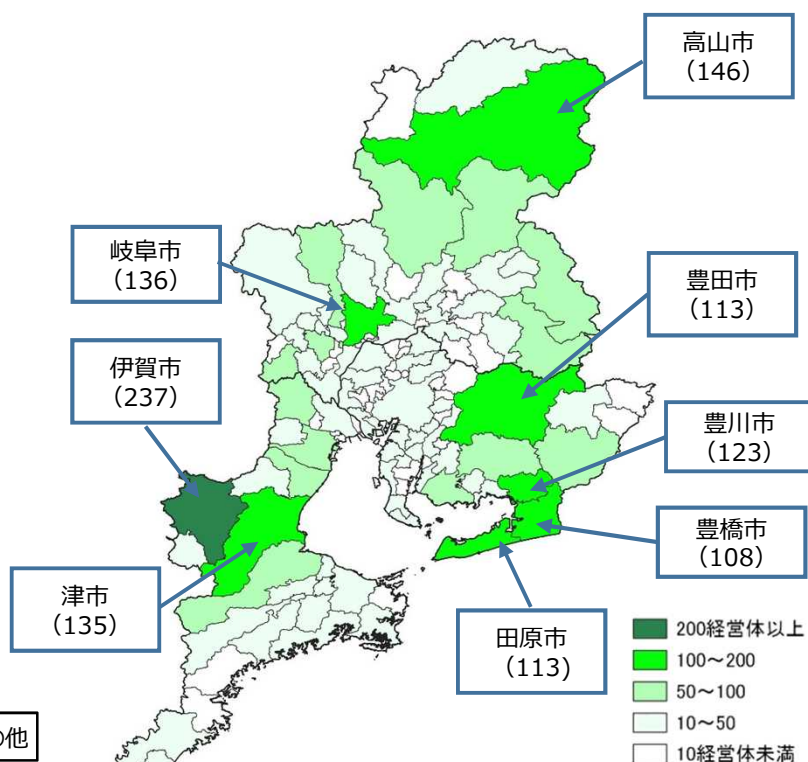 高山市
（146）
岐阜市
（136）
豊田市
（113）
伊賀市
（237）
豊川市
（123）
豊橋市
（108）
津市
（135）
田原市
（113）
200経営体以上
100～200
50～100
10～50
10経営体未満
他